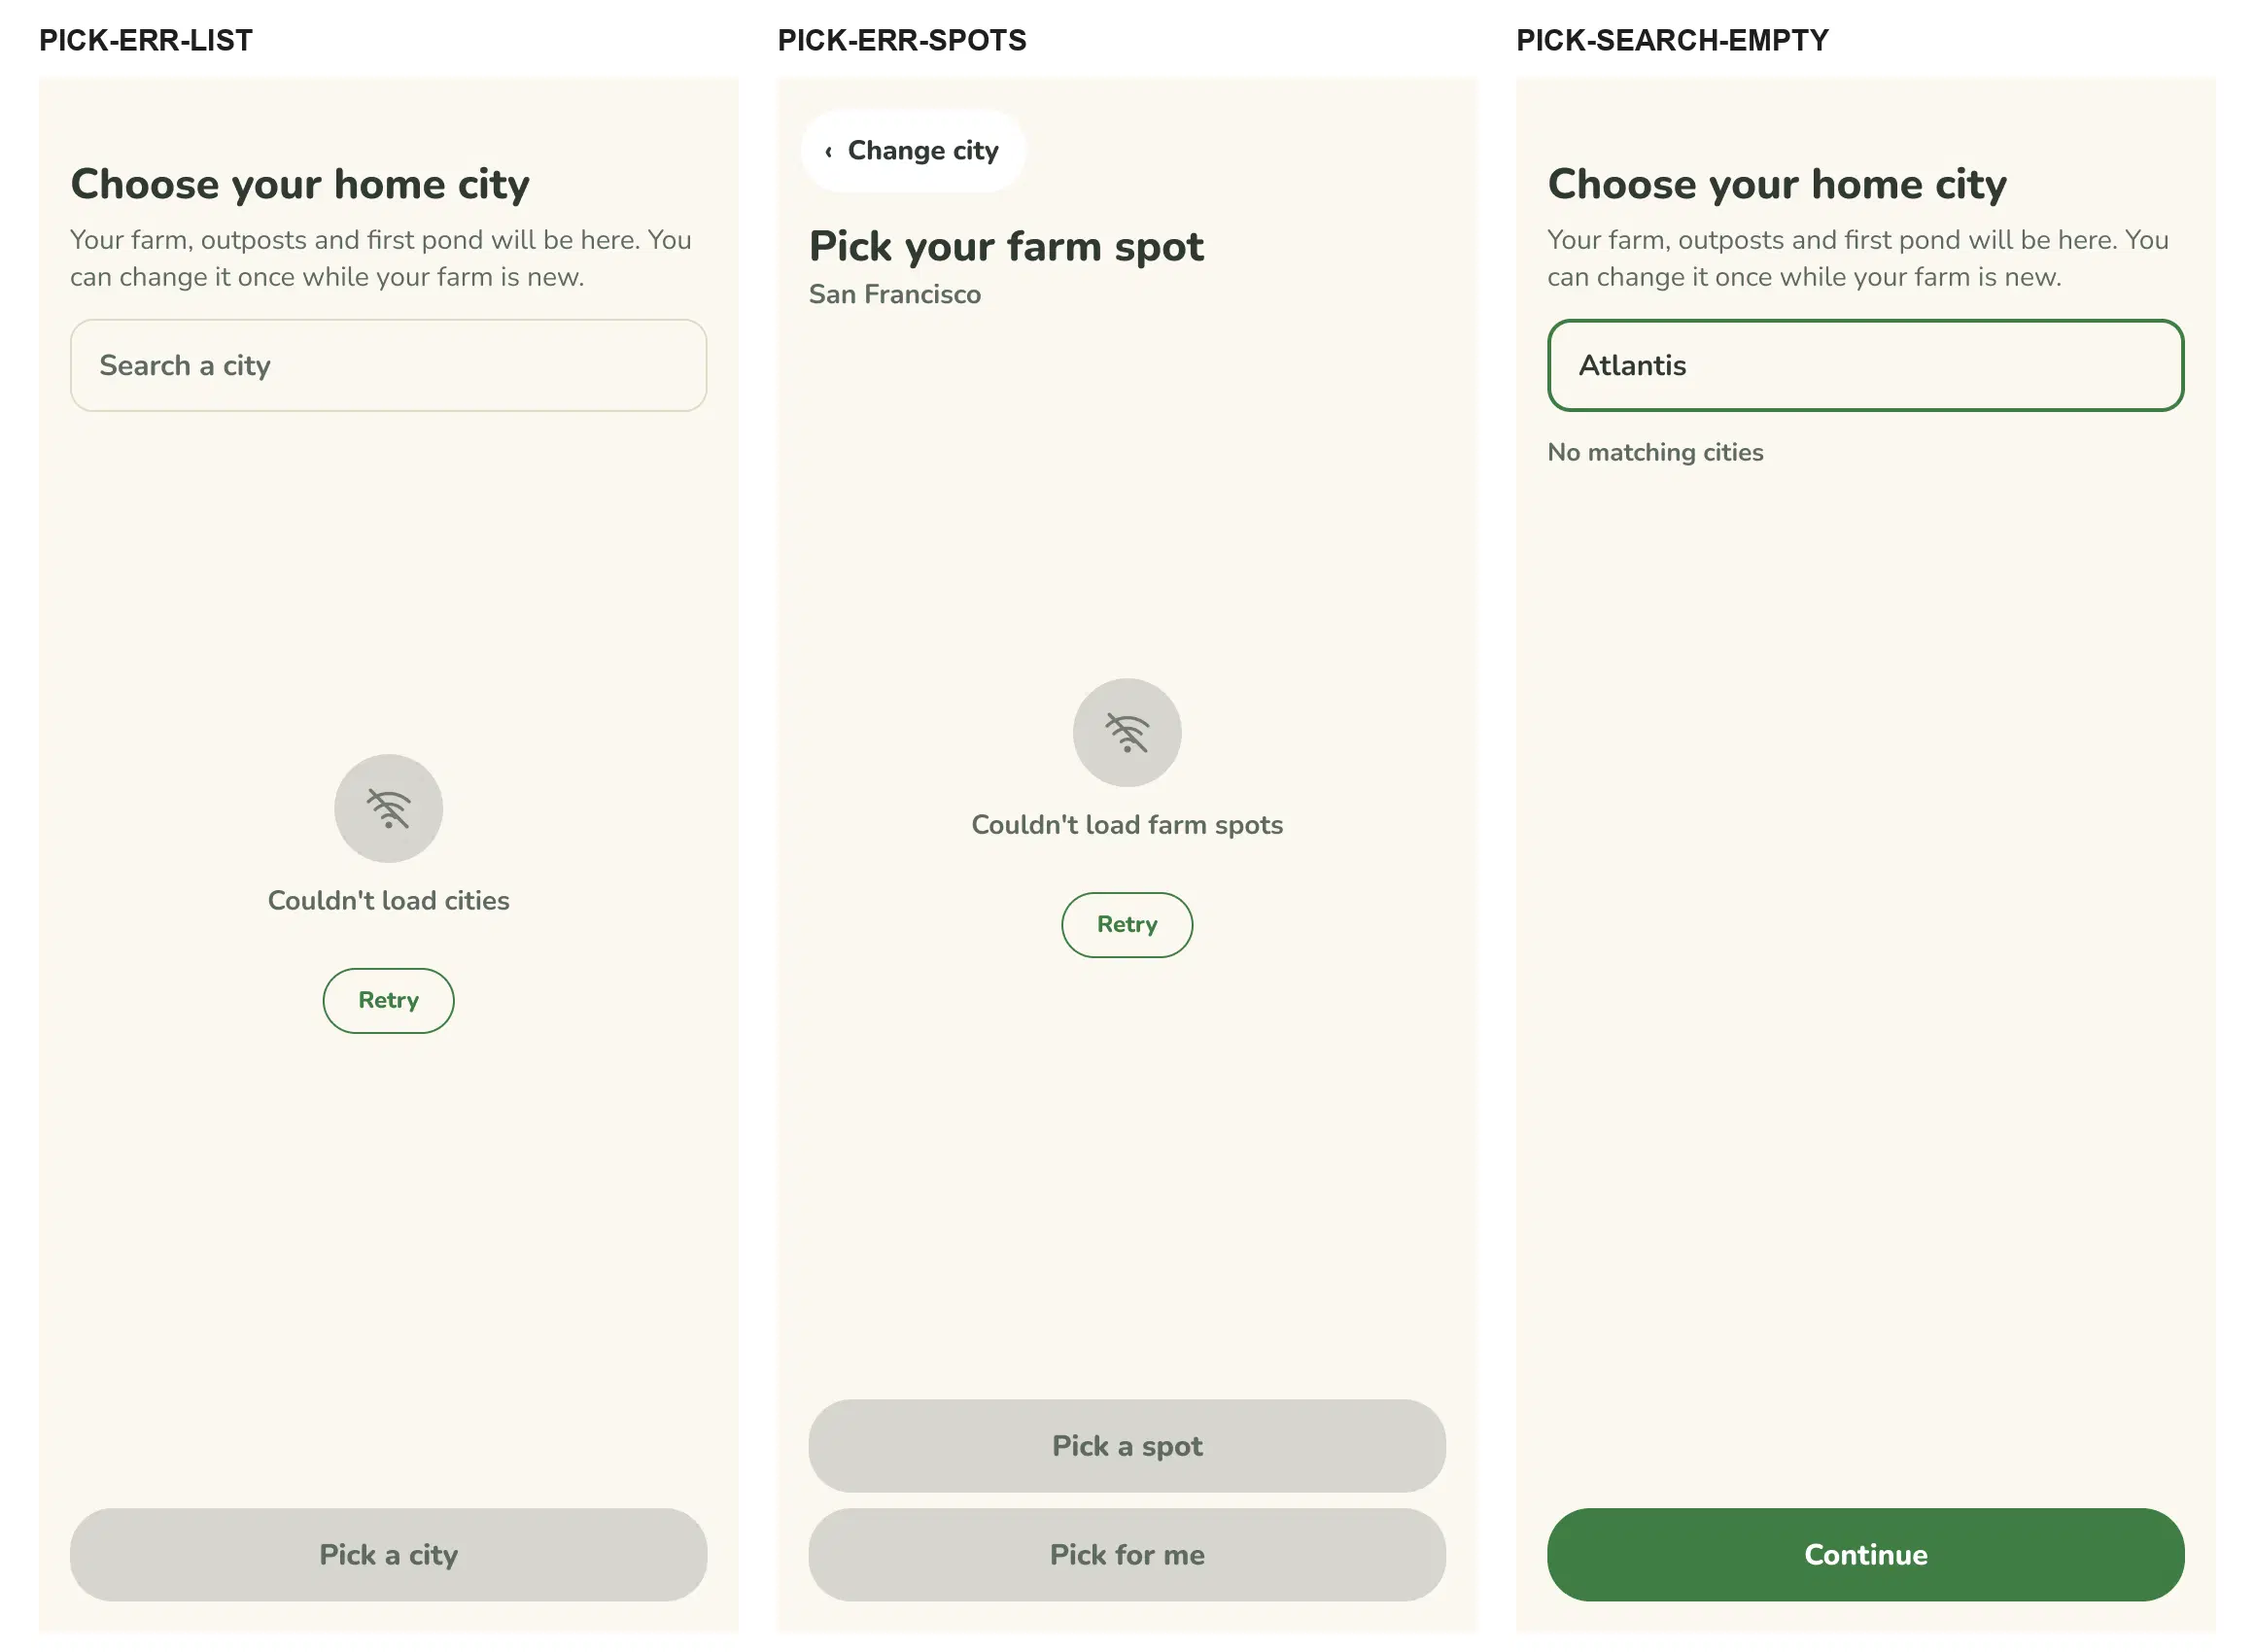 PICK-ERR-LIST
Choose your home city
Your farm, outposts and first pond will be here. You
can change it once while your farm is new.
Search a city
Couldn't load cities
Retry
Pick a city
PICK-ERR-SPOTS
‹ Change city
Pick your farm spot
San Francisco
Couldn't load farm spots
Retry
Pick a spot
Pick for me
PICK-SEARCH-EMPTY
Choose your home city
Your farm, outposts and first pond will be here. You
can change it once while your farm is new.
Atlantis
No matching cities
Continue